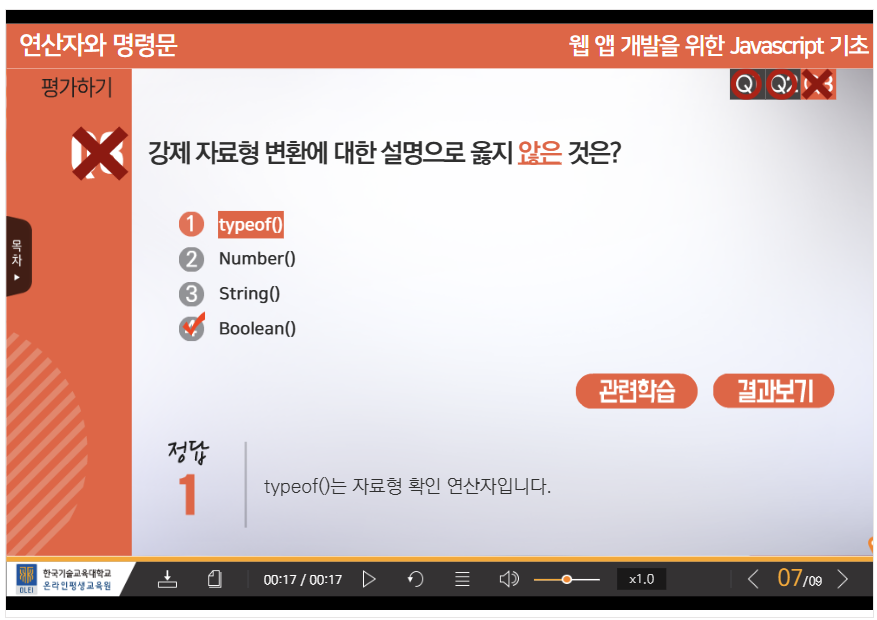 연산자와 명령문
웹 앱 개발을 위한 Javascript 기초
평가하기
Q Q2
강제 자료형 변환에 대한 설명으로 옳지 않은 것은?
1 typeof()
2 Number()
3 String()
4 Boolean()
목차
관련학습 결과보기
정답
1
typeof()는 자료형 확인 연산자입니다.
OLEI
한국기술교육대학교
온라인평생교육원
00:17 / 00:17
x1.0
07/09